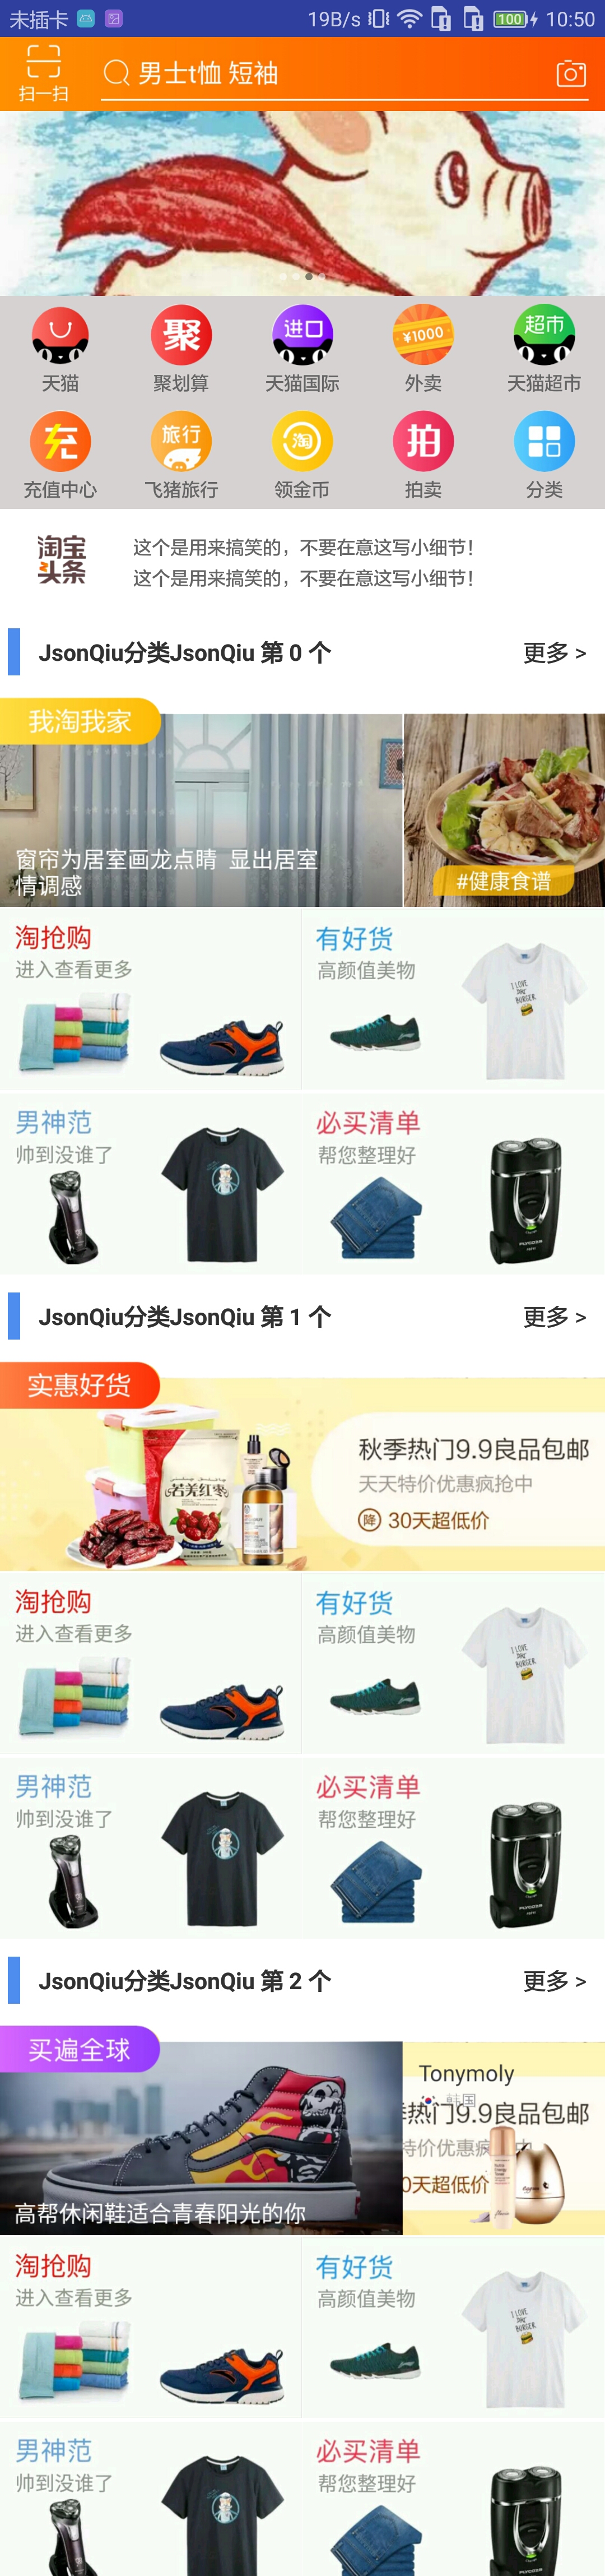 未插卡
19B/s 100 10:50
扫一扫
男士t恤 短袖
聚 进口 ¥1000 超市
天猫 聚划算 天猫国际 外卖 天猫超市
充 旅行 淘 拍
充值中心 飞猪旅行 领金币 拍卖 分类
淘宝头条
这个是用来搞笑的，不要在意这写小细节！
这个是用来搞笑的，不要在意这写小细节！
JsonQiu分类JsonQiu 第 0 个 更多 >
我淘我家
窗帘为居室画龙点睛 显出居室
情调感
#健康食谱
淘抢购
进入查看更多
有好货
高颜值美物
I LOVE
BURGER
男神范
帅到没谁了
必买清单
帮您整理好
JsonQiu分类JsonQiu 第 1 个 更多 >
实惠好货
若羌红枣
秋季热门9.9良品包邮
天天特价优惠疯抢中
降 30天超低价
淘抢购
进入查看更多
有好货
高颜值美物
I LOVE
BURGER
男神范
帅到没谁了
必买清单
帮您整理好
JsonQiu分类JsonQiu 第 2 个 更多 >
买遍全球
高帮休闲鞋适合青春阳光的你
Tonymoly
韩国
热门9.9良品包邮
特价优惠疯
0天超低价
淘抢购
进入查看更多
有好货
高颜值美物
I LOVE
BURGER
男神范
帅到没谁了
必买清单
帮您整理好